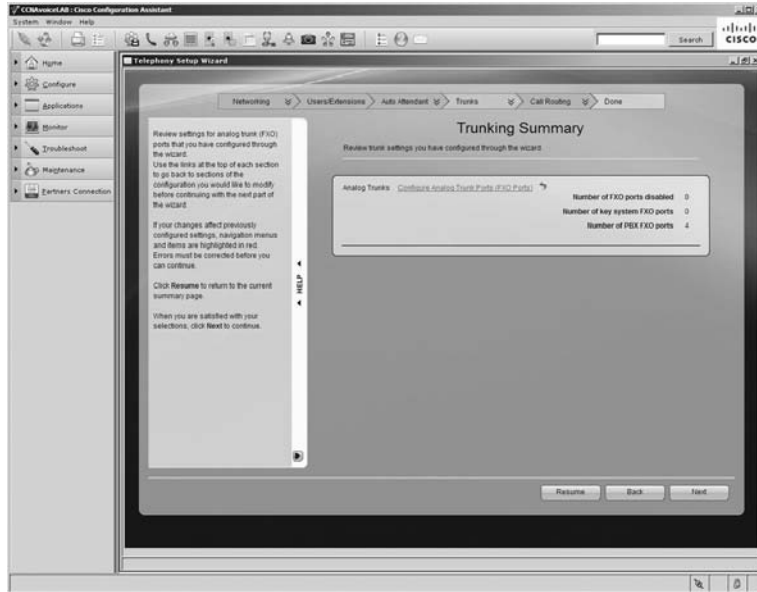 CCNAvoiceLAB : Cisco Configuration Assistant
System Window Help
Search
CISCO
Home
Configure
Applications
Monitor
Troubleshoot
Maintenance
Partners Connection
Telephony Setup Wizard
Networking Users/Extensions Auto Attendant Trunks Call Routing Done
Review settings for analog trunk (FXO)
ports that you have configured through
the wizard.
Use the links at the top of each section
to go back to sections of the
configuration you would like to modify
before continuing with the next part of
the wizard.
If your changes affect previously
configured settings, navigation menus
and items are highlighted in red.
Errors must be corrected before you
can continue.
Click Resume to return to the current
summary page.
When you are satisfied with your
selections, click Next to continue.
HELP
Trunking Summary
Review trunk settings you have configured through the wizard.
Analog Trunks Configure Analog Trunk Ports (FXO Ports)
Number of FXO ports disabled 0
Number of key system FXO ports 0
Number of PBX FXO ports 4
Resume Back Next